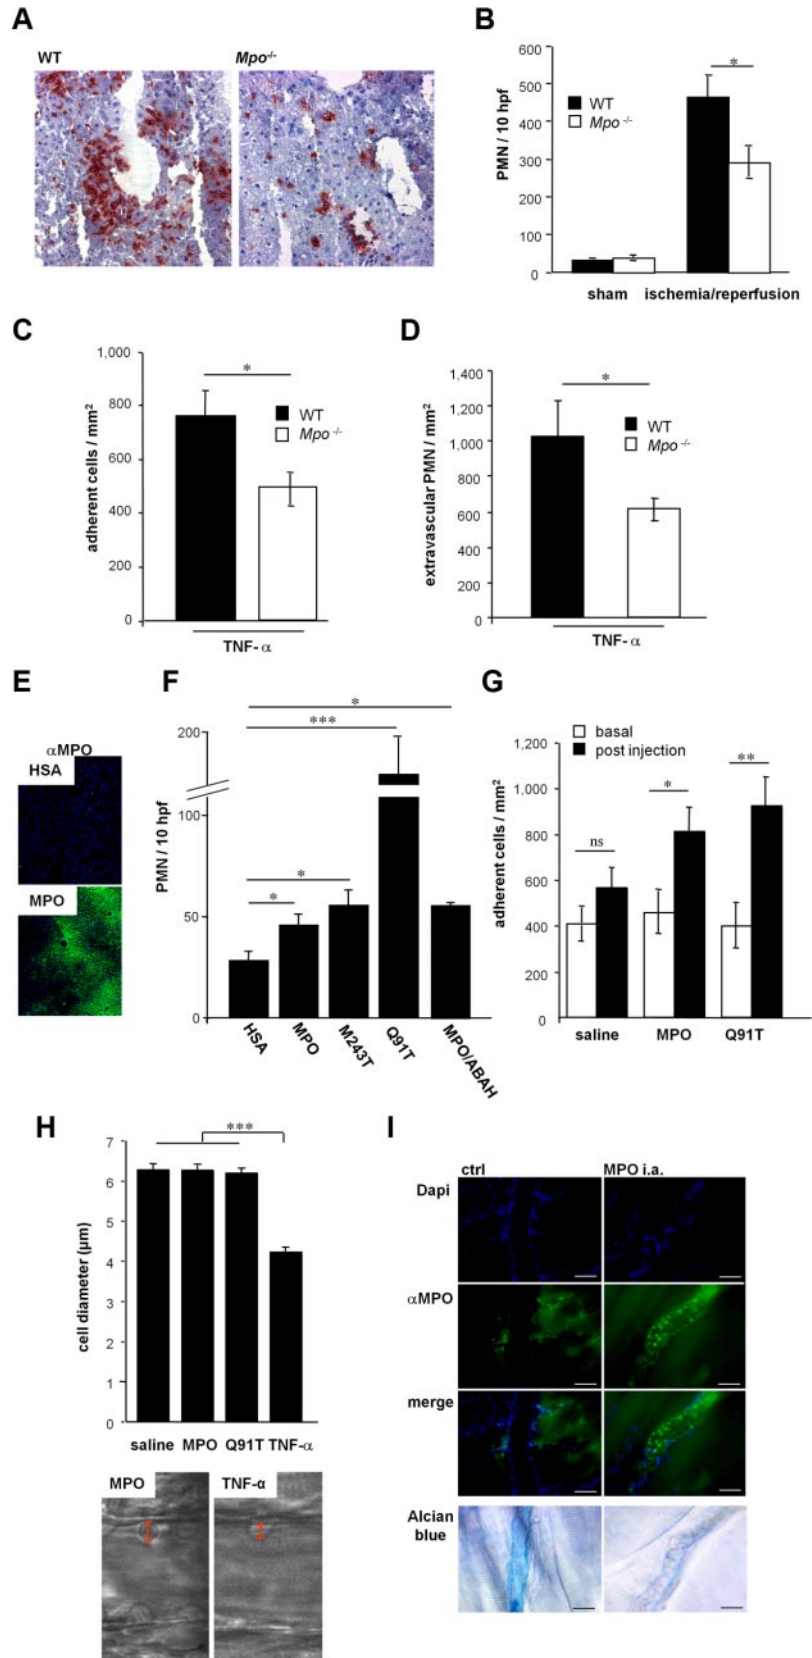 A
WT
Mpo-/-
B
600
500
400
300
200
100
0
PMN / 10 hpf
WT
Mpo -/-
*
sham
ischemia/reperfusion
C
1,000
800
600
400
200
0
adherent cells / mm²
*
WT
Mpo -/-
TNF- α
D
1,400
1,200
1,000
800
600
400
200
0
extravascular PMN / mm²
*
WT
Mpo -/-
TNF- α
E
αMPO
HSA
MPO
F
200
100
50
0
PMN / 10 hpf
*
***
*
*
HSA
MPO
M243T
Q91T
MPO/ABAH
G
basal
post injection
1,200
1,000
800
600
400
200
0
adherent cells / mm²
ns
*
**
saline
MPO
Q91T
H
***
7
6
5
4
3
2
1
0
cell diameter (µm)
saline MPO Q91T TNF-α
MPO
TNF-α
I
ctrl
MPO i.a.
Dapi
αMPO
merge
Alcian
blue